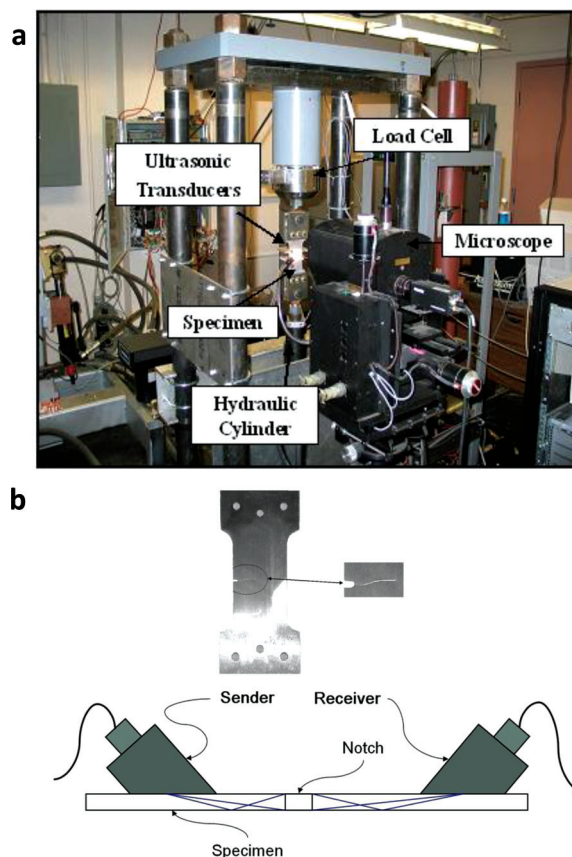 a
Load Cell
Ultrasonic
Transducers
Microscope
Specimen
Hydraulic
Cylinder
b
Sender
Receiver
Notch
Specimen